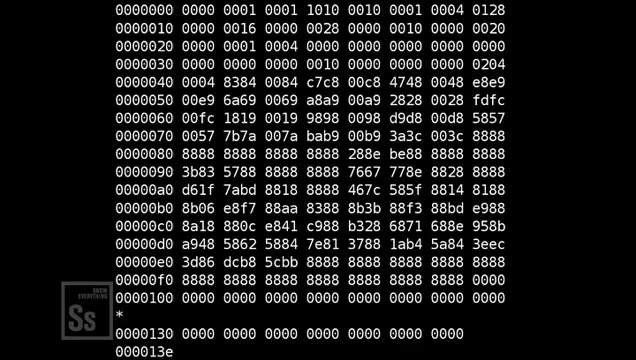 0000000 0000 0001 0001 1010 0010 0001 0004 0128
0000010 0000 0016 0000 0028 0000 0010 0000 0020
0000020 0000 0001 0004 0000 0000 0000 0000 0000
0000030 0000 0000 0000 0010 0000 0000 0000 0204
0000040 0004 8384 0084 c7c8 00c8 4748 0048 e8e9
0000050 00e9 6a69 0069 a8a9 00a9 2828 0028 fdfc
0000060 00fc 1819 0019 9898 0098 d9d8 00d8 5857
0000070 0057 7b7a 007a bab9 00b9 3a3c 003c 8888
0000080 8888 8888 8888 8888 288e be88 8888 8888
0000090 3b83 5788 8888 8888 7667 778e 8828 8888
00000a0 d61f 7abd 8818 8888 467c 585f 8814 8188
00000b0 8b06 e8f7 88aa 8388 8b3b 88f3 88bd e988
00000c0 8a18 880c e841 c988 b328 6871 688e 958b
00000d0 a948 5862 5884 7e81 3788 1ab4 5a84 3eec
00000e0 3d86 dcb8 5cbb 8888 8888 8888 8888 8888
00000f0 8888 8888 8888 8888 8888 8888 8888 0000
0000100 0000 0000 0000 0000 0000 0000 0000 0000
*
0000130 0000 0000 0000 0000 0000 0000 0000
000013e
KNOW
EVERYTHING
Ss